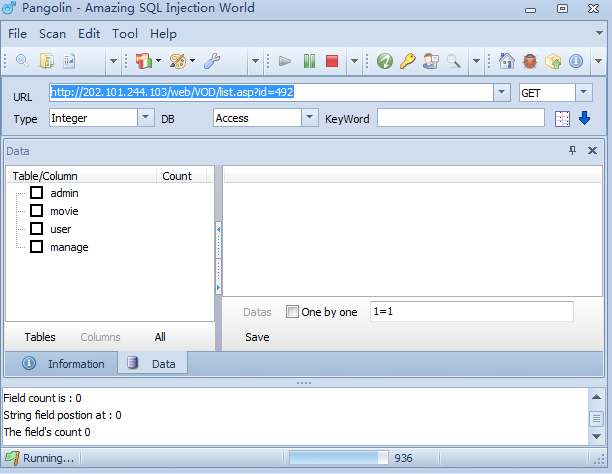 Pangolin - Amazing SQL Injection World
File Scan Edit Tool Help
URL http://202.101.244.103/web/VOD/list.asp?id=492 GET
Type Integer DB Access KeyWord
Data
Table/Column Count
admin
movie
user
manage
Datas One by one 1=1
Tables Columns All Save
Information Data
Field count is : 0
String field postion at : 0
The field's count 0
Running... 936